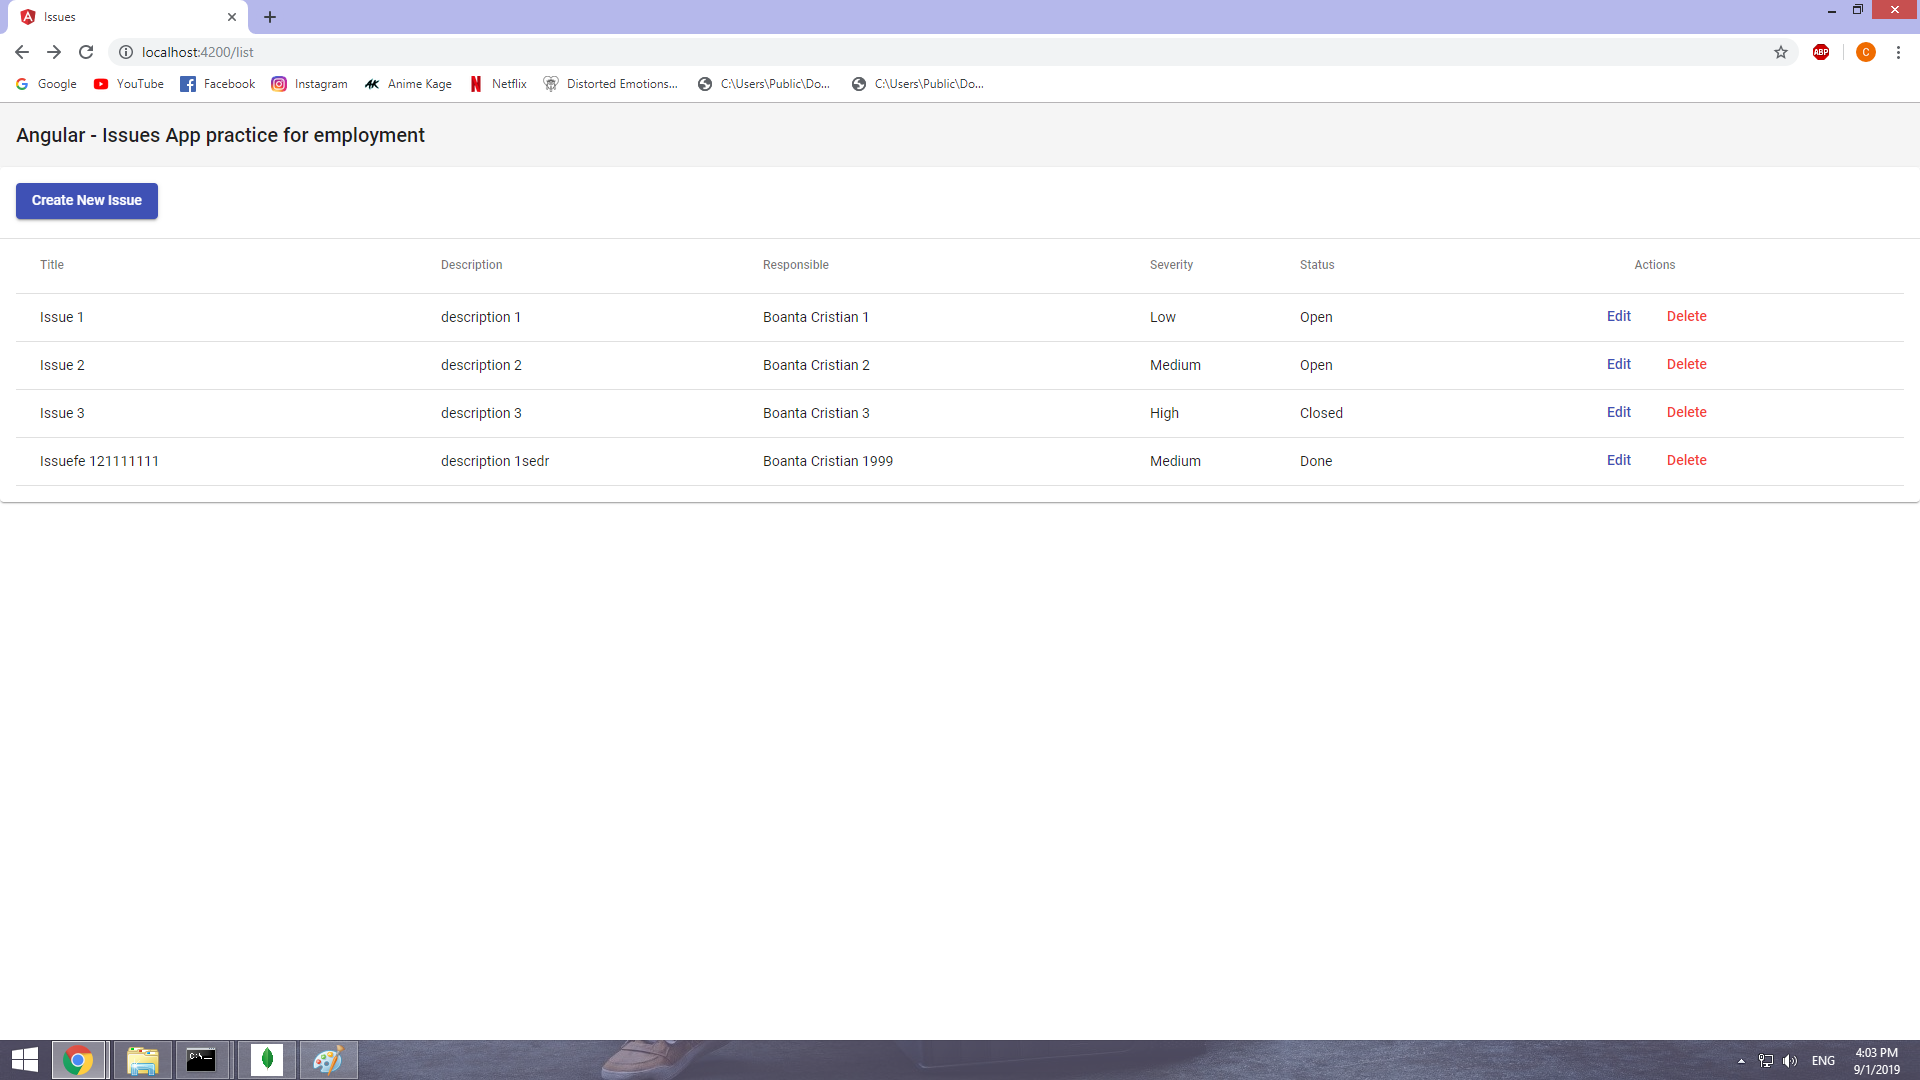 Issues
localhost:4200/list
ABP
C
Google YouTube Facebook Instagram Anime Kage Netflix Distorted Emotions... C:\Users\Public\Do... C:\Users\Public\Do...
Angular - Issues App practice for employment
Create New Issue
Title Description Responsible Severity Status Actions
Issue 1 description 1 Boanta Cristian 1 Low Open Edit Delete
Issue 2 description 2 Boanta Cristian 2 Medium Open Edit Delete
Issue 3 description 3 Boanta Cristian 3 High Closed Edit Delete
Issuefe 121111111 description 1sedr Boanta Cristian 1999 Medium Done Edit Delete
ENG
4:03 PM
9/1/2019